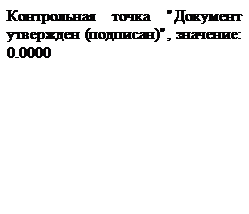 Контрольная точка "Документ
утвержден (подписан)", значение:
0.0000